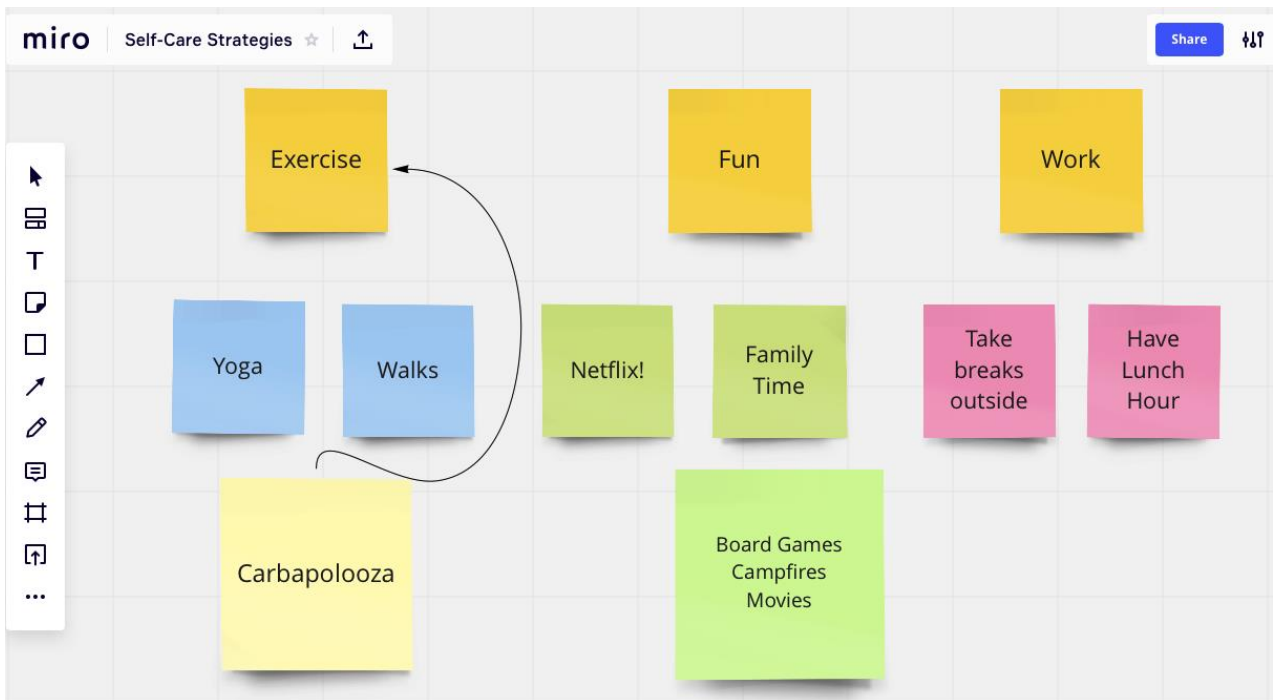 miro
Self-Care Strategies
Share
Exercise
Fun
Work
Yoga
Walks
Netflix!
Family
Time
Take
breaks
outside
Have
Lunch
Hour
Carbapolooza
Board Games
Campfires
Movies